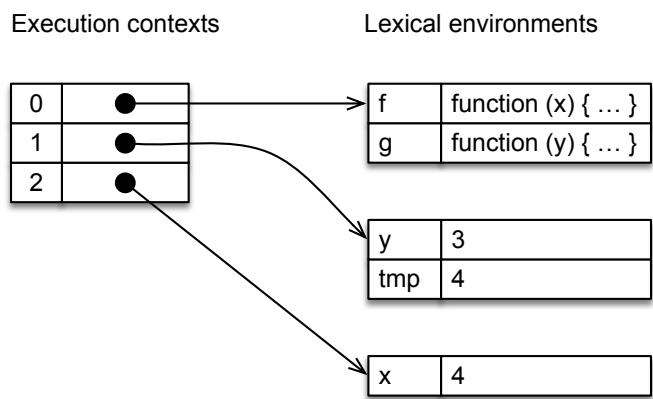 Execution contexts Lexical environments
0 f function (x) { … }
1 g function (y) { … }
2
y 3
tmp 4
x 4